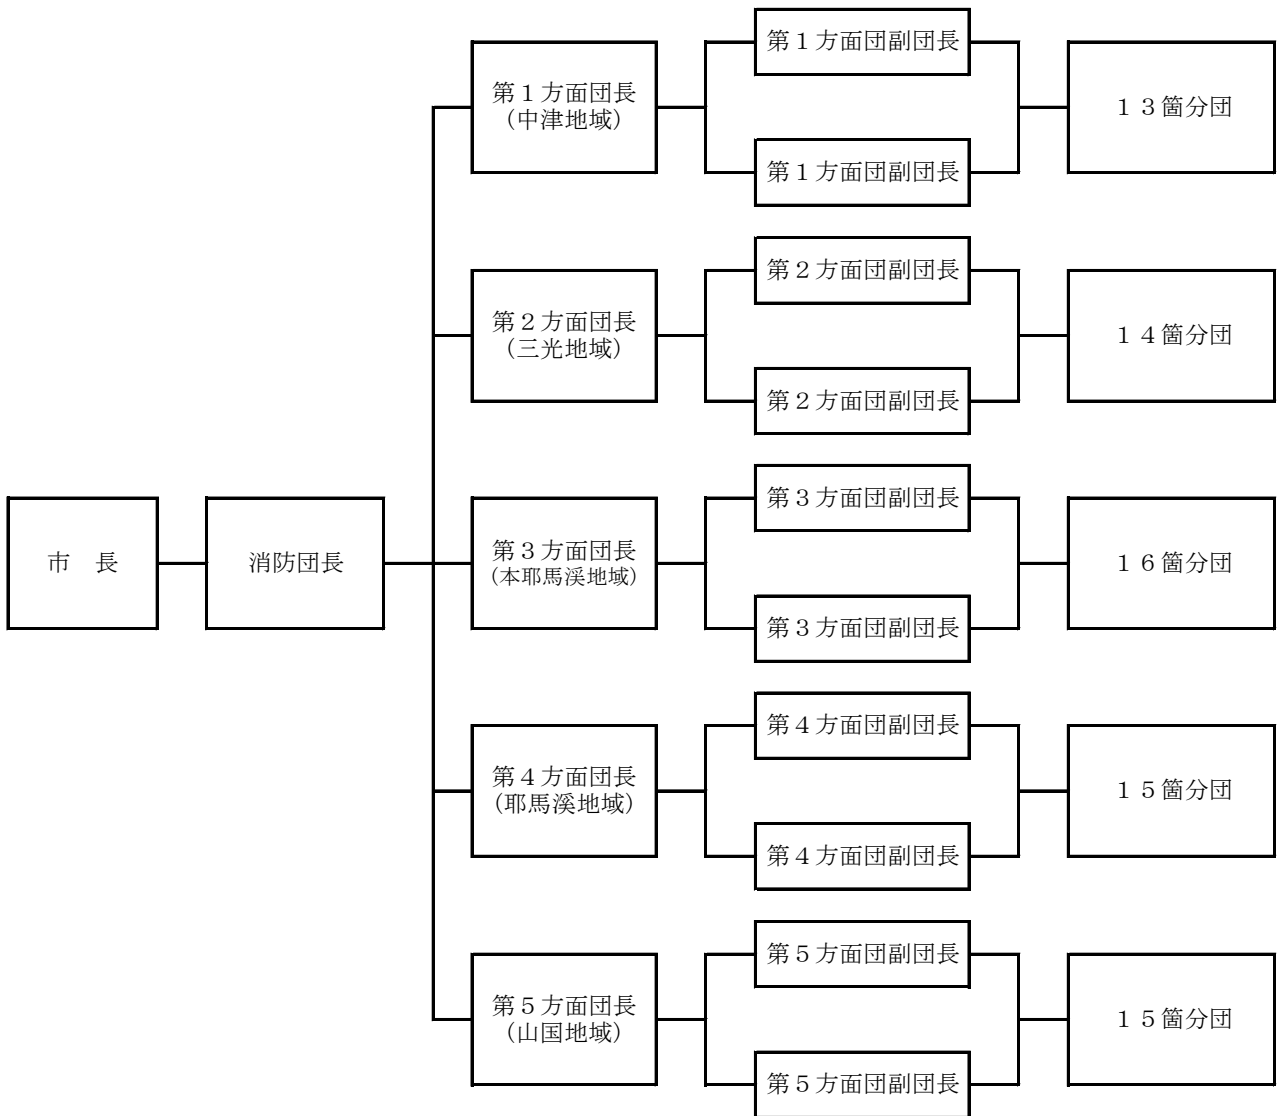 市　長
消防団長
第１方面団長
（中津地域）
第１方面団副団長
第１方面団副団長
１３箇分団
第２方面団長
（三光地域）
第２方面団副団長
第２方面団副団長
１４箇分団
第３方面団長
（本耶馬渓地域）
第３方面団副団長
第３方面団副団長
１６箇分団
第４方面団長
（耶馬溪地域）
第４方面団副団長
第４方面団副団長
１５箇分団
第５方面団長
（山国地域）
第５方面団副団長
第５方面団副団長
１５箇分団